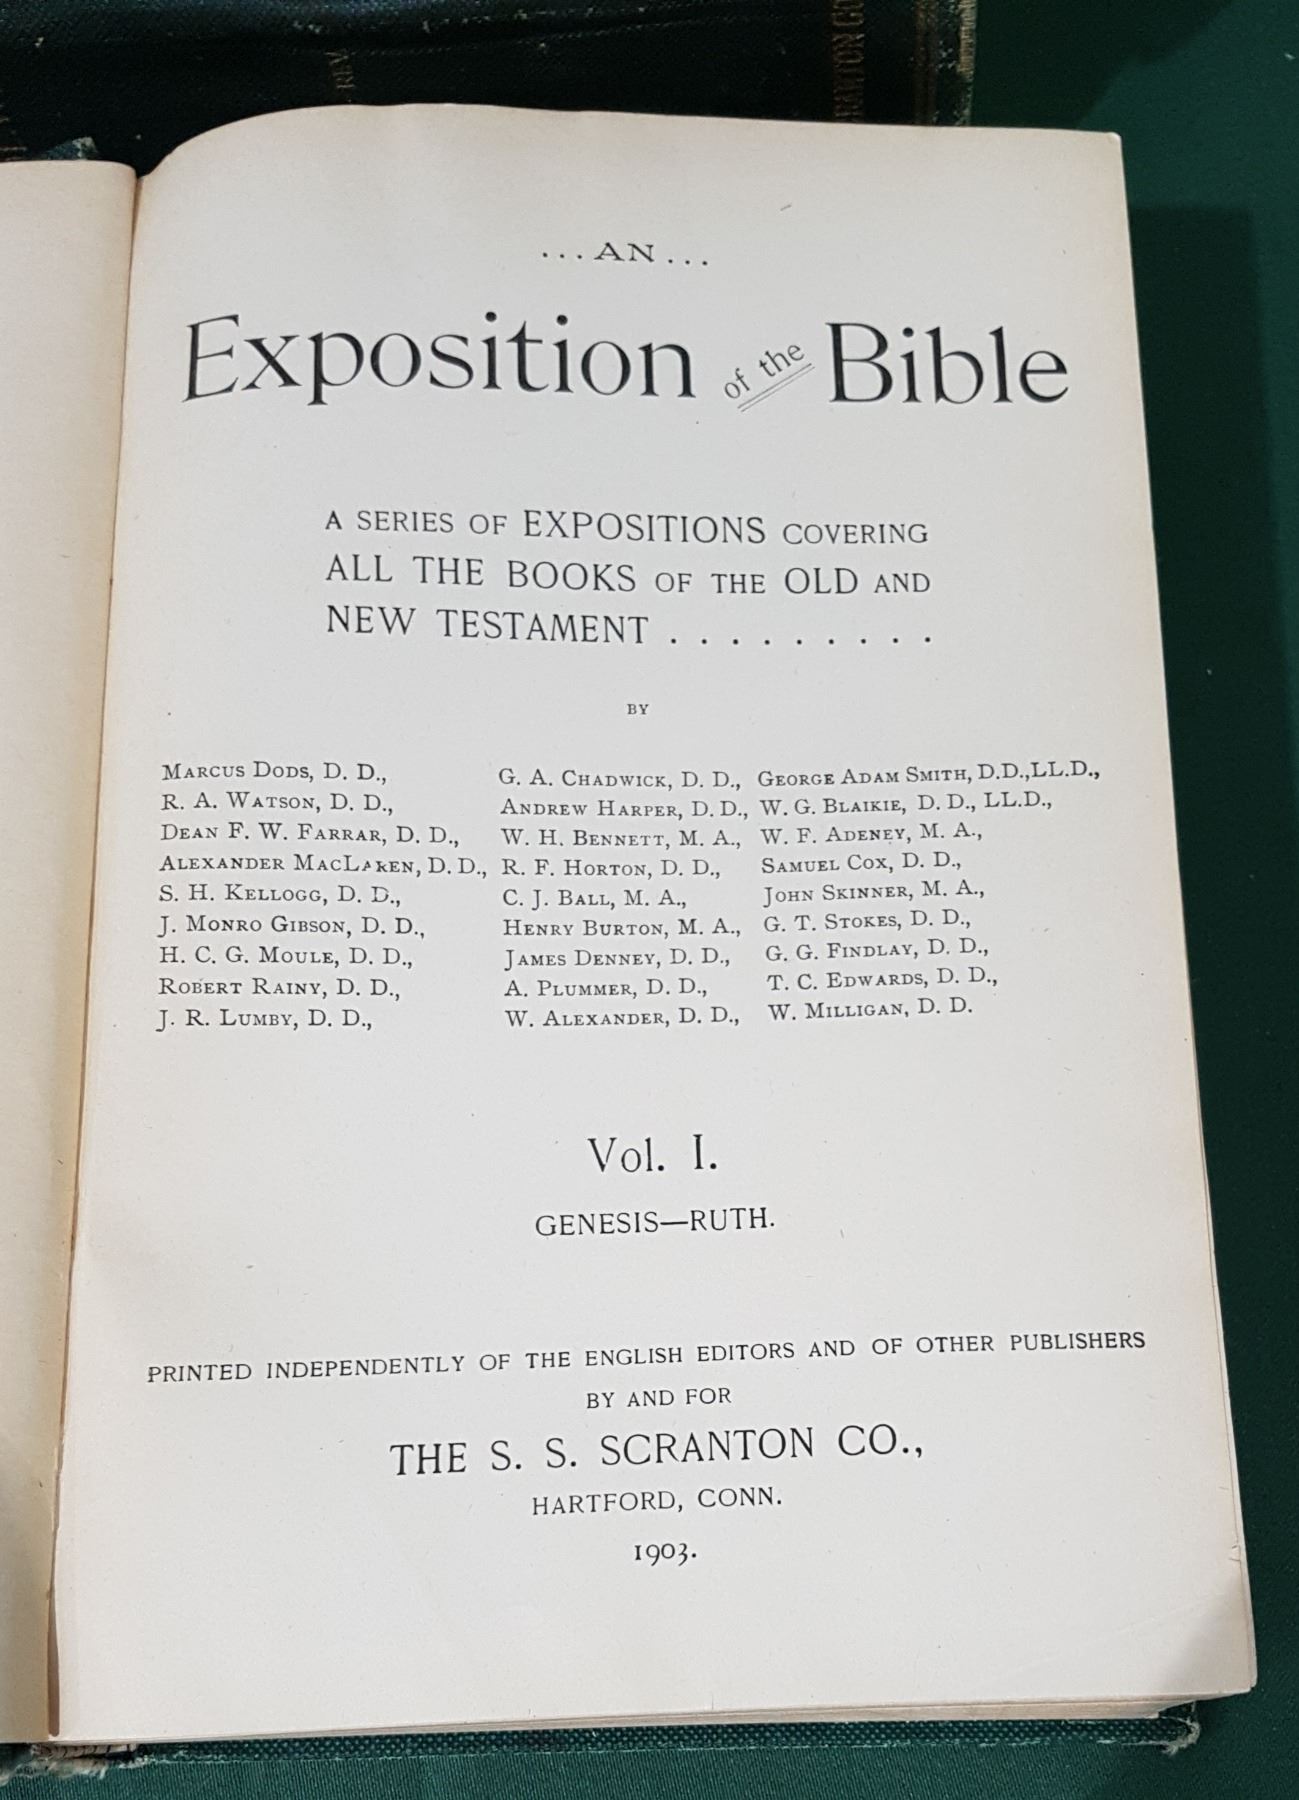 REV
SCRANTON CO
...AN...
Exposition of the Bible
A SERIES OF EXPOSITIONS COVERING
ALL THE BOOKS OF THE OLD AND
NEW TESTAMENT . . . . . . . . .
BY
MARCUS DODS, D. D., G. A. CHADWICK, D. D., GEORGE ADAM SMITH, D.D.,LL.D.,
R. A. WATSON, D. D., ANDREW HARPER, D. D., W. G. BLAIKIE, D. D., LL.D.,
DEAN F. W. FARRAR, D. D., W. H. BENNETT, M. A., W. F. ADENEY, M. A.,
ALEXANDER MACLAREN, D. D., R. F. HORTON, D. D., SAMUEL COX, D. D.,
S. H. KELLOGG, D. D., C. J. BALL, M. A., JOHN SKINNER, M. A.,
J. MONRO GIBSON, D. D., HENRY BURTON, M. A., G. T. STOKES, D. D.,
H. C. G. MOULE, D. D., JAMES DENNEY, D. D., G. G. FINDLAY, D. D.,
ROBERT RAINY, D. D., A. PLUMMER, D. D., T. C. EDWARDS, D. D.,
J. R. LUMBY, D. D., W. ALEXANDER, D. D., W. MILLIGAN, D. D.
Vol. I.
GENESIS—RUTH.
PRINTED INDEPENDENTLY OF THE ENGLISH EDITORS AND OF OTHER PUBLISHERS
BY AND FOR
THE S. S. SCRANTON CO.,
HARTFORD, CONN.
1903.